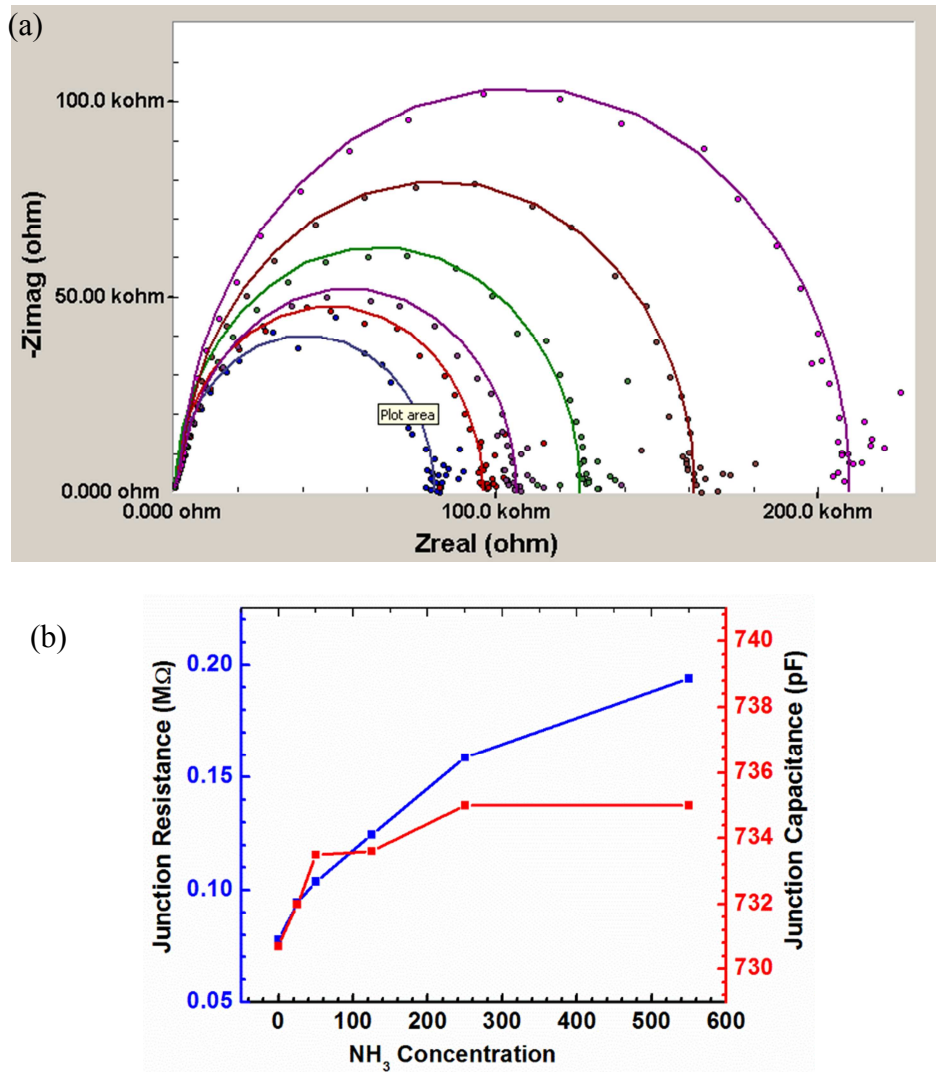 (a)
100.0 kohm
50.00 kohm
0.000 ohm
-Zimag (ohm)
Plot area
0.000 ohm 100.0 kohm 200.0 kohm
Zreal (ohm)
(b)
0.20
0.15
0.10
0.05
Junction Resistance (MΩ)
740
738
736
734
732
730
Junction Capacitance (pF)
0 100 200 300 400 500 600
NH₃ Concentration